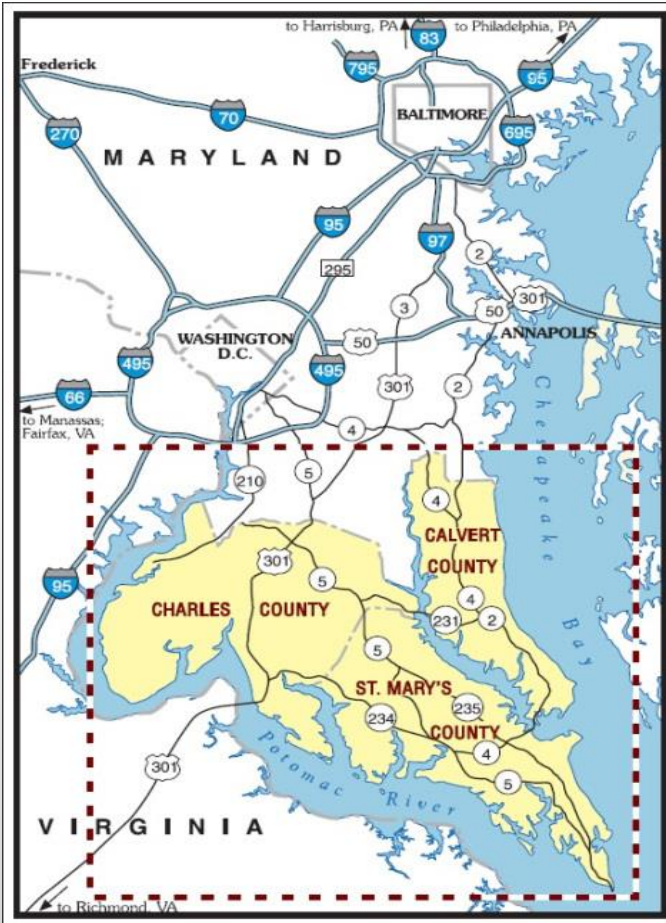 to Harrisburg, PA
83
to Philadelphia, PA
795
95
Frederick
270
70
BALTIMORE
695
MARYLAND
95
97
2
295
3
301
50
50
ANNAPOLIS
WASHINGTON
D.C.
495
495
301
2
66
to Manassas;
Fairfax, VA
4
Chesapeake
Bay
210
5
4
CALVERT
COUNTY
301
5
95
CHARLES COUNTY
231
4
2
5
ST. MARY'S
COUNTY
234
235
4
5
301
Potomac River
VIRGINIA
to Richmond, VA